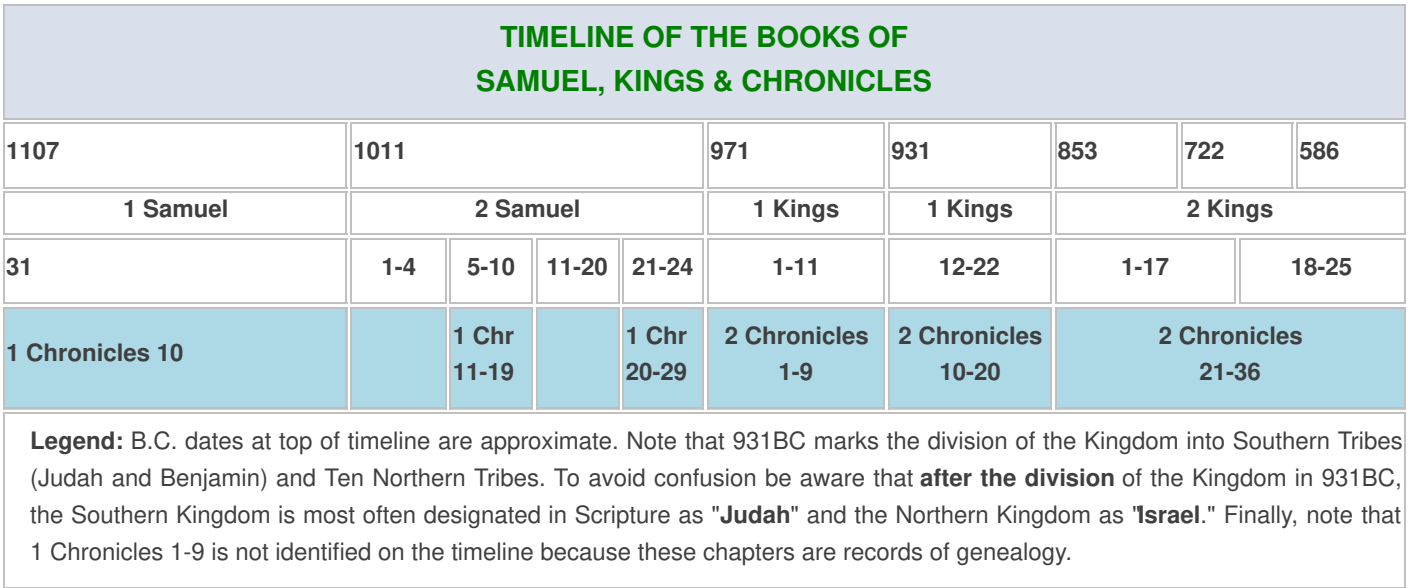 TIMELINE OF THE BOOKS OF
SAMUEL, KINGS & CHRONICLES
1107 1011 971 931 853 722 586
1 Samuel 2 Samuel 1 Kings 1 Kings 2 Kings
31 1-4 5-10 11-20 21-24 1-11 12-22 1-17 18-25
1 Chronicles 10 1 Chr 11-19 1 Chr 20-29 2 Chronicles 1-9 2 Chronicles 10-20 2 Chronicles 21-36
Legend: B.C. dates at top of timeline are approximate. Note that 931BC marks the division of the Kingdom into Southern Tribes
(Judah and Benjamin) and Ten Northern Tribes. To avoid confusion be aware that after the division of the Kingdom in 931BC,
the Southern Kingdom is most often designated in Scripture as "Judah" and the Northern Kingdom as "Israel." Finally, note that
1 Chronicles 1-9 is not identified on the timeline because these chapters are records of genealogy.